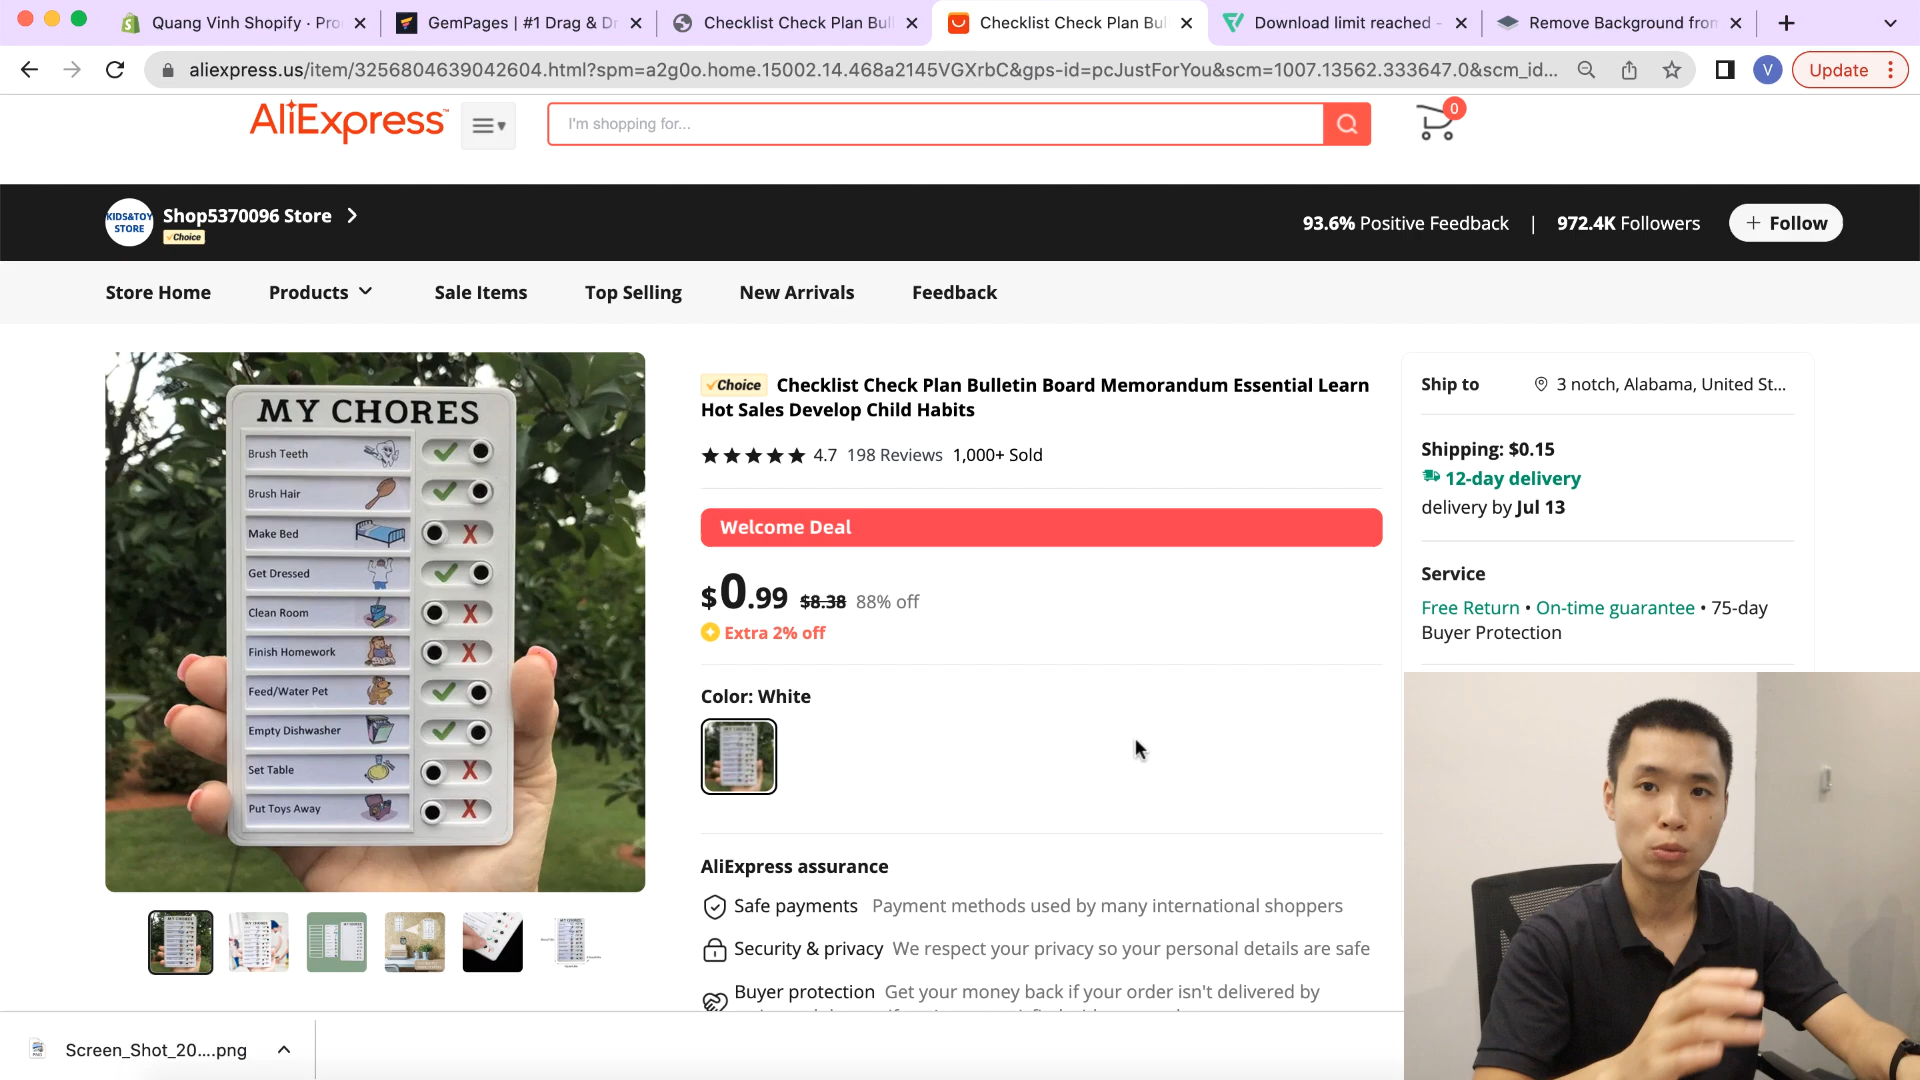 Quang Vinh Shopify · Pro
GemPages | #1 Drag & Dr
Checklist Check Plan Bull
Checklist Check Plan Bul
Download limit reached -
Remove Background from
aliexpress.us/item/3256804639042604.html?spm=a2g0o.home.15002.14.468a2145VGXrbC&gps-id=pcJustForYou&scm=1007.13562.333647.0&scm_id...
V
Update
AliExpress
I'm shopping for...
0
KIDS&TOY
STORE
Shop5370096 Store
Choice
93.6% Positive Feedback | 972.4K Followers
+ Follow
Store Home
Products
Sale Items
Top Selling
New Arrivals
Feedback
MY CHORES
Brush Teeth
Brush Hair
Make Bed X
Get Dressed
Clean Room X
Finish Homework X
Feed/Water Pet
Empty Dishwasher
Set Table X
Put Toys Away X
Choice Checklist Check Plan Bulletin Board Memorandum Essential Learn
Hot Sales Develop Child Habits
4.7 198 Reviews 1,000+ Sold
Welcome Deal
$0.99 $8.38 88% off
Extra 2% off
Color: White
AliExpress assurance
Safe payments Payment methods used by many international shoppers
Security & privacy We respect your privacy so your personal details are safe
Buyer protection Get your money back if your order isn't delivered by
Ship to 3 notch, Alabama, United St...
Shipping: $0.15
12-day delivery
delivery by Jul 13
Service
Free Return • On-time guarantee • 75-day
Buyer Protection
Screen_Shot_20....png